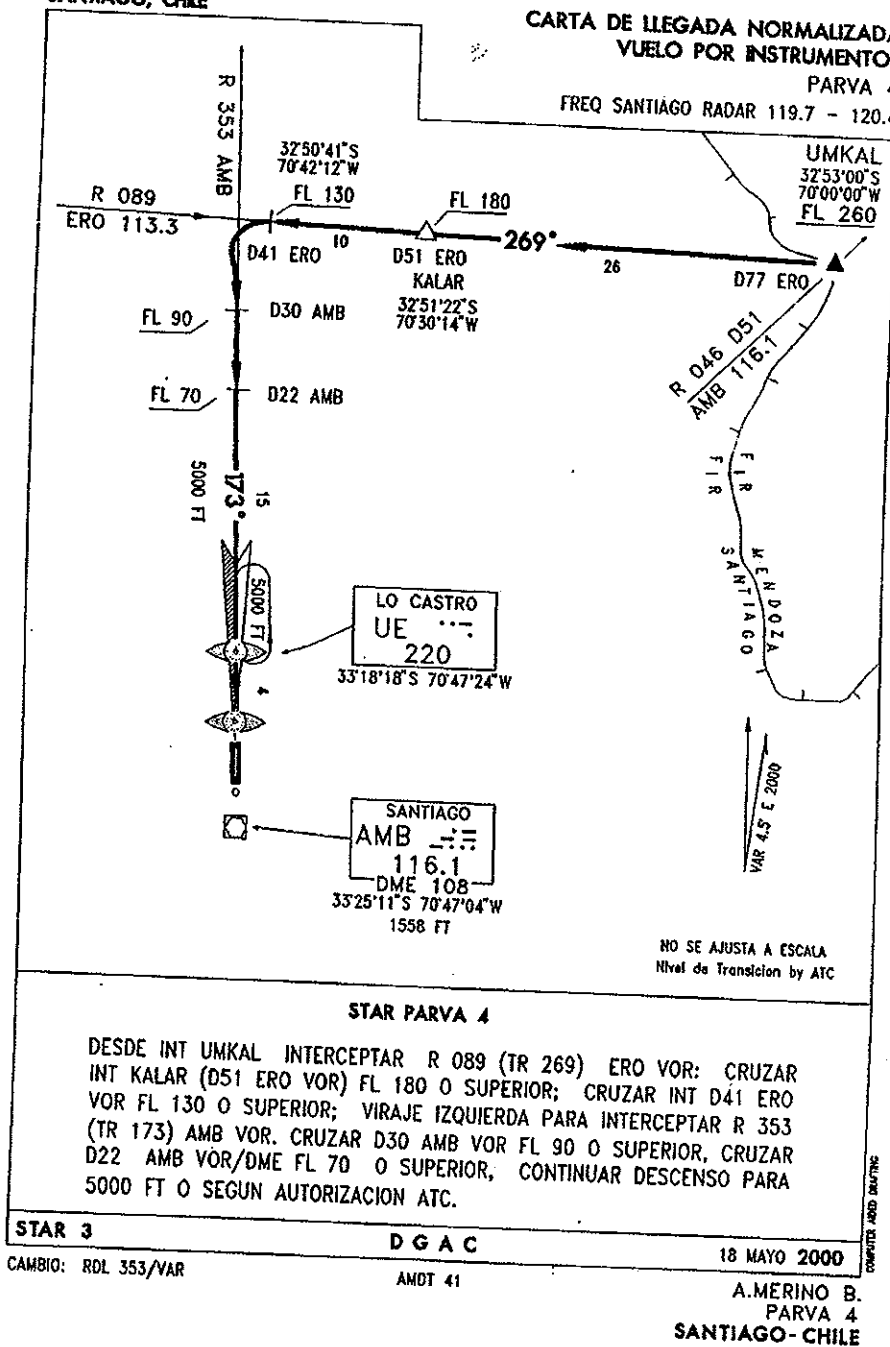 SANTIAGO, CHILE
CARTA DE LLEGADA NORMALIZADA
VUELO POR INSTRUMENTO
PARVA 4
FREQ SANTIAGO RADAR 119.7 - 120.4
R 353 AMB
32°50'41"S
70°42'12"W
FL 130
FL 180
UMKAL
32°53'00"S
70°00'00"W
FL 260
R 089
ERO 113.3
D41 ERO
10
D51 ERO
KALAR
32°51'22"S
70°30'14"W
269°
26
D77 ERO
FL 90
D30 AMB
FL 70
D22 AMB
R 046 D51
AMB 116.1
FIR MENDOZA
FIR SANTIAGO
5000 FT
173°
15
5000 FT
4
LO CASTRO
UE
220
33°18'18"S 70°47'24"W
SANTIAGO
AMB
116.1
DME 108
33°25'11"S 70°47'04"W
1558 FT
VAR 4.5° E 2000
NO SE AJUSTA A ESCALA
Nivel de Transicion by ATC
STAR PARVA 4
DESDE INT UMKAL INTERCEPTAR R 089 (TR 269) ERO VOR: CRUZAR
INT KALAR (D51 ERO VOR) FL 180 O SUPERIOR; CRUZAR INT D41 ERO
VOR FL 130 O SUPERIOR; VIRAJE IZQUIERDA PARA INTERCEPTAR R 353
(TR 173) AMB VOR. CRUZAR D30 AMB VOR FL 90 O SUPERIOR, CRUZAR
D22 AMB VOR/DME FL 70 O SUPERIOR, CONTINUAR DESCENSO PARA
5000 FT O SEGUN AUTORIZACION ATC.
COMPUTER AIDED DRAFTING
STAR 3
DGAC
18 MAYO 2000
CAMBIO: RDL 353/VAR
AMDT 41
A.MERINO B.
PARVA 4
SANTIAGO-CHILE